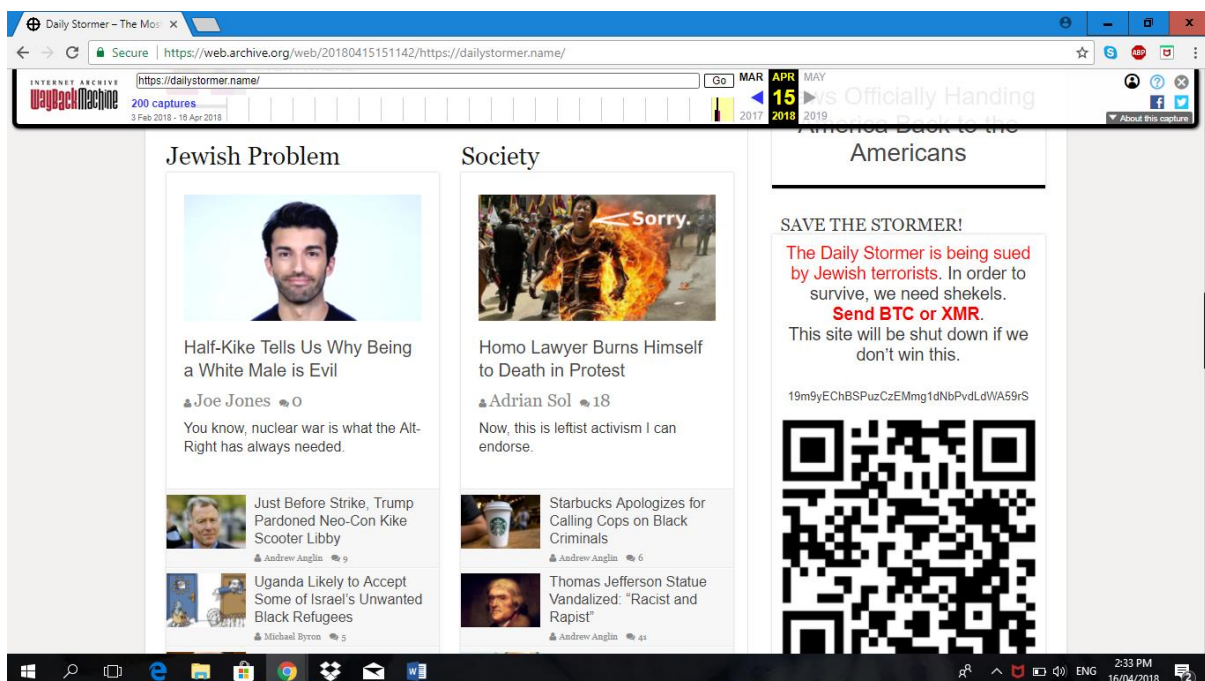 Daily Stormer – The Mos
Secure
https://web.archive.org/web/20180415151142/https://dailystormer.name/
INTERNET ARCHIVE
WayBackMachine
https://dailystormer.name/
Go
200 captures
3 Feb 2018 - 16 Apr 2018
MAR APR MAY
15
2017 2018 2019
About this capture
ws Officially Handing
America Back to the
Americans
Jewish Problem
Half-Kike Tells Us Why Being
a White Male is Evil
Joe Jones 0
You know, nuclear war is what the Alt-
Right has always needed.
Just Before Strike, Trump
Pardoned Neo-Con Kike
Scooter Libby
Andrew Anglin 9
Uganda Likely to Accept
Some of Israel's Unwanted
Black Refugees
Michael Byron 5
Society
Sorry.
Homo Lawyer Burns Himself
to Death in Protest
Adrian Sol 18
Now, this is leftist activism I can
endorse.
Starbucks Apologizes for
Calling Cops on Black
Criminals
Andrew Anglin 6
Thomas Jefferson Statue
Vandalized: “Racist and
Rapist”
Andrew Anglin 41
SAVE THE STORMER!
The Daily Stormer is being sued
by Jewish terrorists. In order to
survive, we need shekels.
Send BTC or XMR.
This site will be shut down if we
don't win this.
19m9yEChBSPuzCzEMmg1dNbPvdLdWA59rS
ENG
2:33 PM
16/04/2018